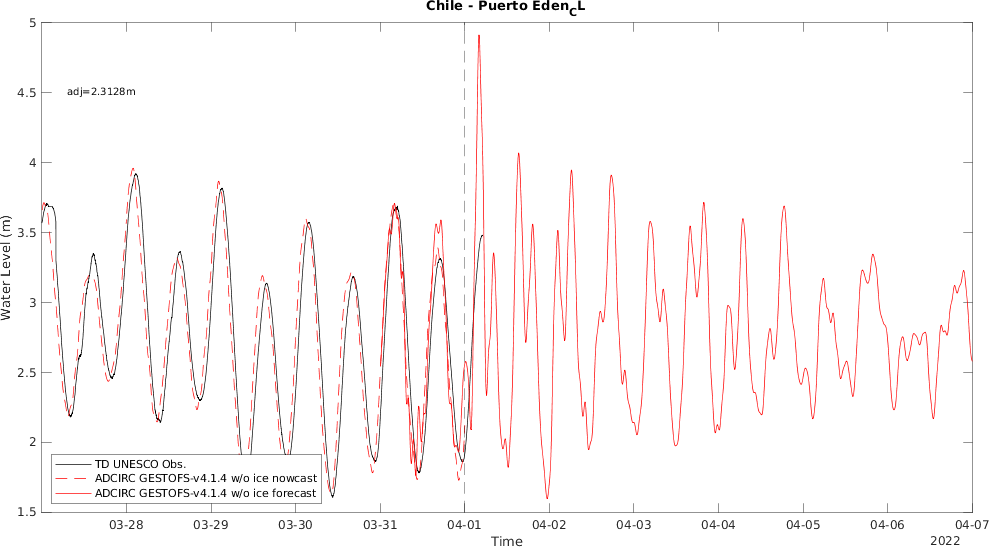 Chile - Puerto Eden_CL
5
4.5
4
3.5
3
2.5
2
1.5
Water Level (m)
adj=2.3128m
TD UNESCO Obs.
ADCIRC GESTOFS-v4.1.4 w/o ice nowcast
ADCIRC GESTOFS-v4.1.4 w/o ice forecast
03-28 03-29 03-30 03-31 04-01 04-02 04-03 04-04 04-05 04-06 04-07
Time
2022